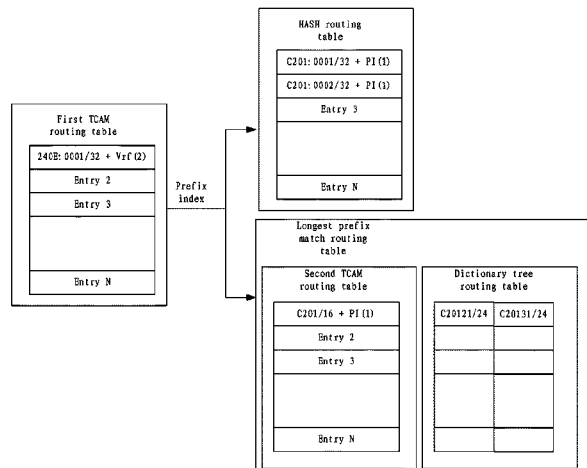 HASH routing
table
C201:0001/32 + PI(1)
C201:0002/32 + PI(1)
Entry 3
Entry N
First TCAM
routing table
240E:0001/32 + Vrf(2)
Entry 2
Entry 3
Entry N
Prefix
index
Longest prefix
match routing
table
Second TCAM
routing table
C201/16 + PI(1)
Entry 2
Entry 3
Entry N
Dictionary tree
routing table
C20121/24
C20131/24